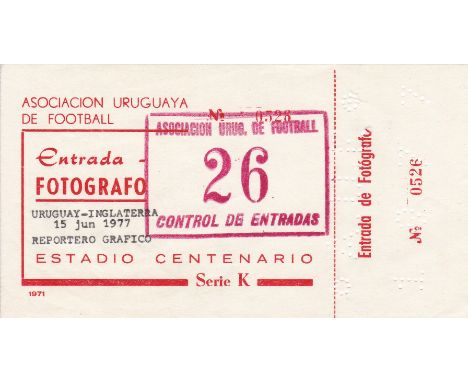 ASOCIACION URUGUAYA
DE FOOTBALL
Nº 0526
Entrada -
FOTOGRAFO
ASOCIACION URUG. DE FOOTBALL
26
CONTROL DE ENTRADAS
URUGUAY-INGLATERRA
15 jun 1977
REPORTERO GRAFICO
ESTADIO CENTENARIO
Serie K
1971
Entrada de Fotógrafo
Nº 0526